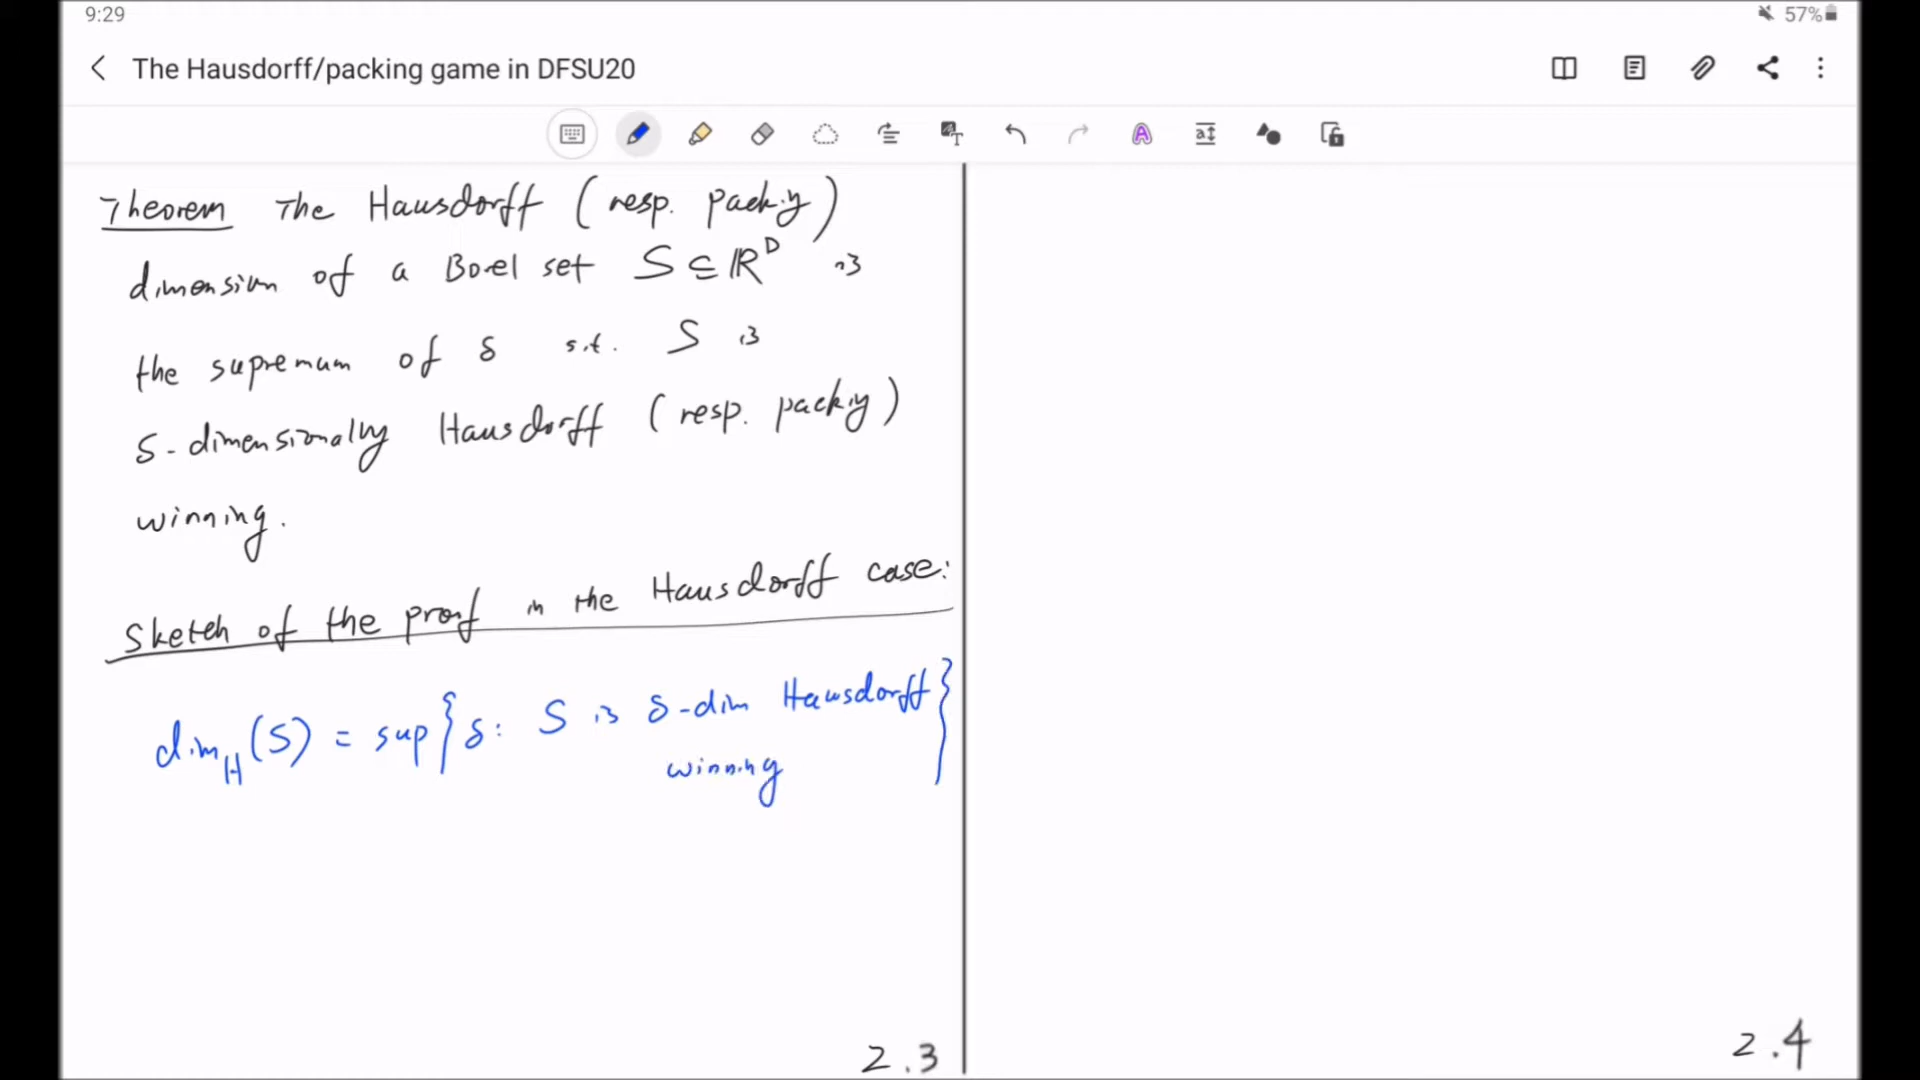 9:29
57%
The Hausdorff/packing game in DFSU20
Theorem The Hausdorff (resp. packing)
dimension of a Borel set S ⊆ ℝ^D is
the supremum of δ s.t. S is
δ-dimensionally Hausdorff (resp. packing)
winning.
Sketch of the proof in the Hausdorff case:
dim_H(S) = sup{δ: S is δ-dim Hausdorff
winning}
2.3
2.4